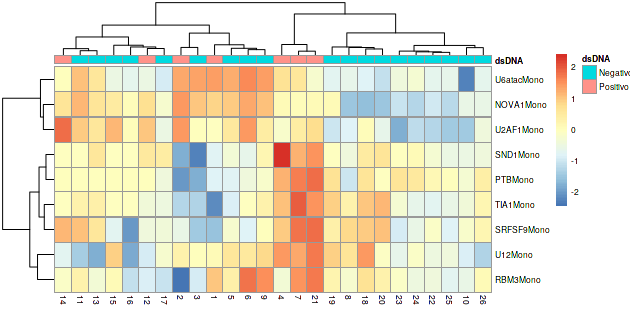 dsDNA
U6atacMono
NOVA1Mono
U2AF1Mono
SND1Mono
PTBMono
TIA1Mono
SRFSF9Mono
U12Mono
RBM3Mono
14 11 13 15 16 12 17 2 3 1 5 6 9 4 7 21 19 8 18 20 23 24 22 25 10 26
2
1
0
-1
-2
dsDNA
Negativo
Positivo